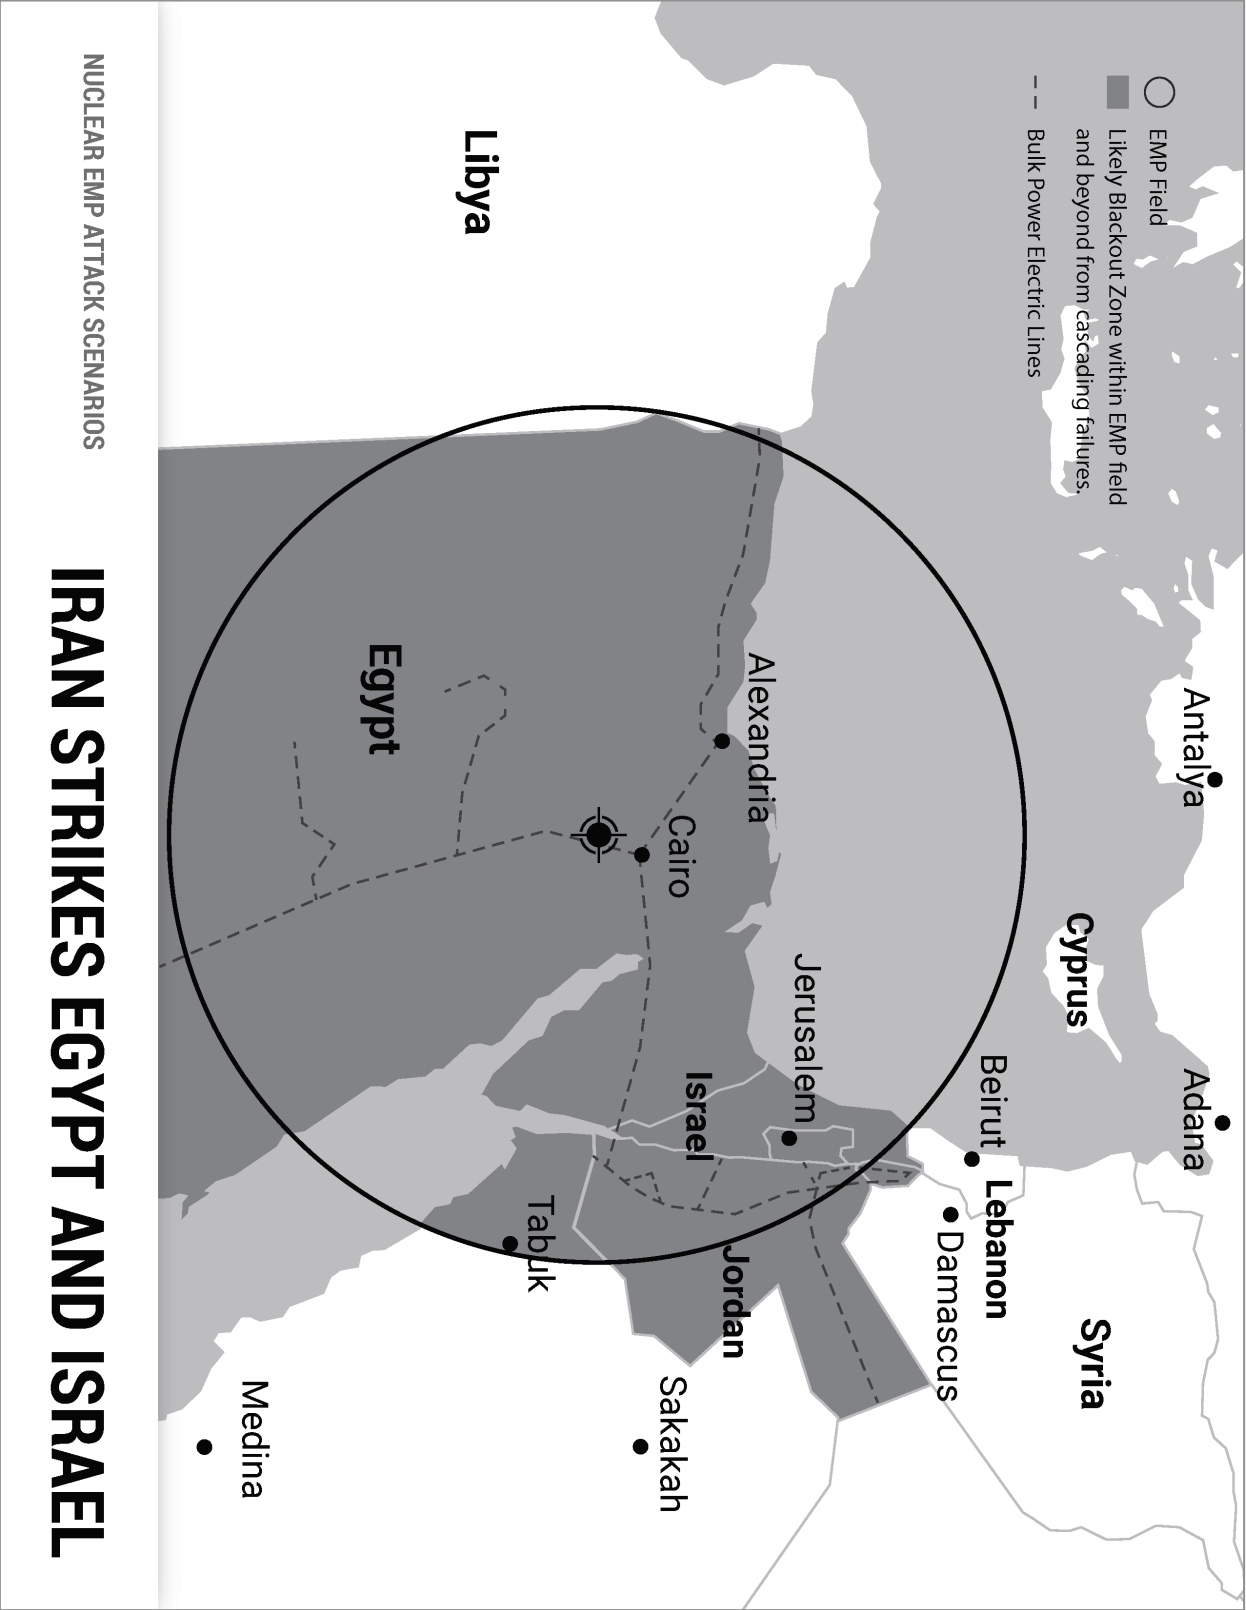 NUCLEAR EMP ATTACK SCENARIOS
IRAN STRIKES EGYPT AND ISRAEL
EMP Field
Likely Blackout Zone within EMP field
and beyond from cascading failures.
Bulk Power Electric Lines
Antalya
Adana
Cyprus
Beirut
Lebanon
Syria
Damascus
Alexandria
Jerusalem
Cairo
Israel
Jordan
Sakakah
Libya
Egypt
Tabuk
Medina